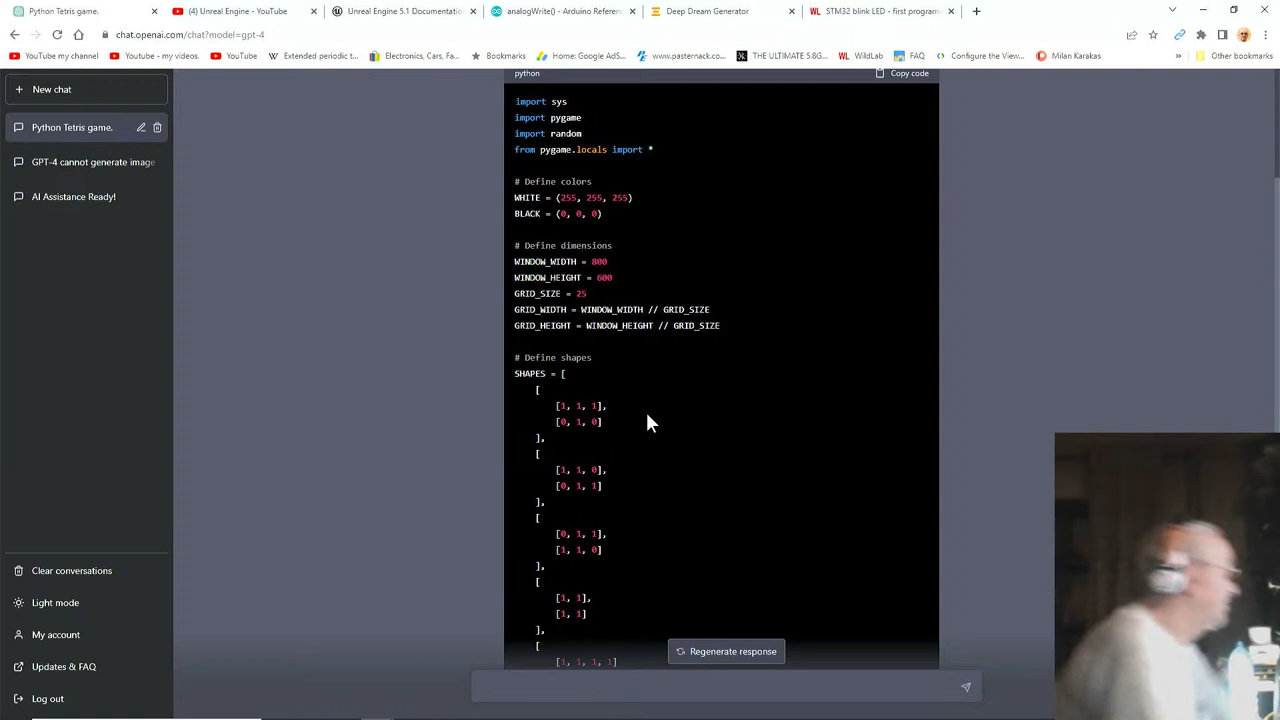 Python Tetris game.
(4) Unreal Engine - YouTube
Unreal Engine 5.1 Documentatio
analogWrite() - Arduino Referenc
Deep Dream Generator
WL STM32 blink LED - first program
chat.openai.com/chat?model=gpt-4
YouTube my channel
Youtube - my videos
YouTube
W Extended periodic t...
Electronics, Cars, Fa...
Bookmarks
Home: Google AdS...
www.pasternack.co...
THE ULTIMATE 5.8G...
WL WildLab
FAQ
Configure the View...
Milan Karakas
»
Other bookmarks
+ New chat
Python Tetris game.
GPT-4 cannot generate image
AI Assistance Ready!
Clear conversations
Light mode
My account
Updates & FAQ
Log out
python
Copy code
import sys
import pygame
import random
from pygame.locals import *
# Define colors
WHITE = (255, 255, 255)
BLACK = (0, 0, 0)
# Define dimensions
WINDOW_WIDTH = 800
WINDOW_HEIGHT = 600
GRID_SIZE = 25
GRID_WIDTH = WINDOW_WIDTH // GRID_SIZE
GRID_HEIGHT = WINDOW_HEIGHT // GRID_SIZE
# Define shapes
SHAPES = [
[
[1, 1, 1],
[0, 1, 0]
],
[
[1, 1, 0],
[0, 1, 1]
],
[
[0, 1, 1],
[1, 1, 0]
],
[
[1, 1],
[1, 1]
],
[
[1, 1, 1, 1]
Regenerate response